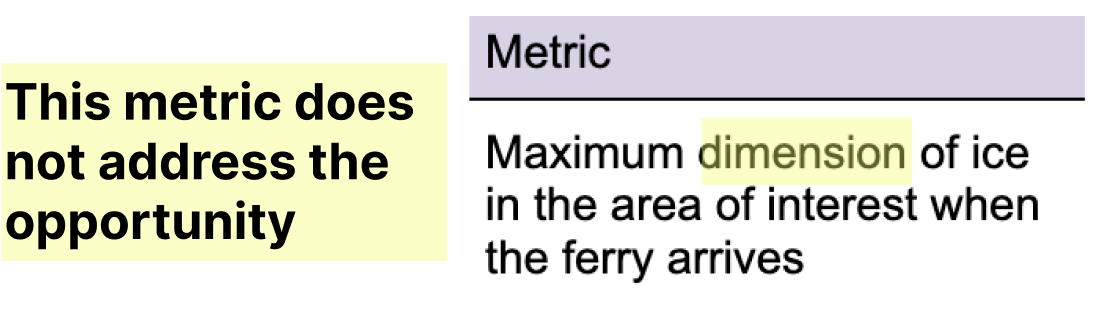 This metric does
not address the
opportunity
Metric
Maximum dimension of ice
in the area of interest when
the ferry arrives